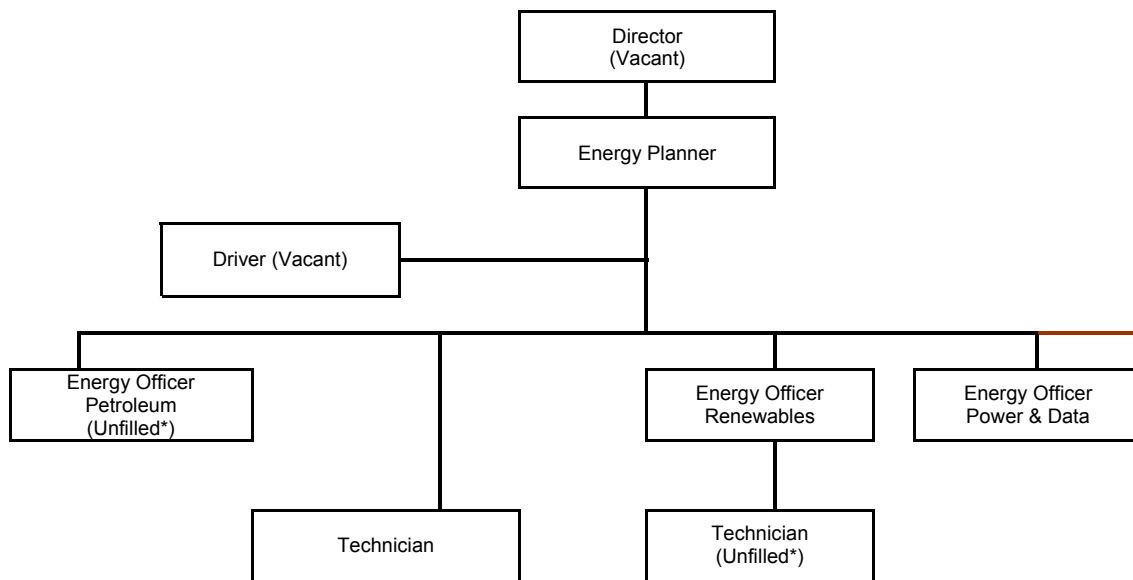 Director
(Vacant)
Energy Planner
Driver (Vacant)
Energy Officer
Petroleum
(Unfilled*)
Energy Officer
Renewables
Energy Officer
Power & Data
Technician
Technician
(Unfilled*)